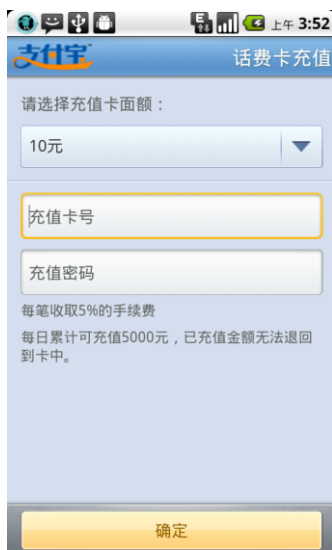 上午 3:52
支付宝 话费卡充值
请选择充值卡面额：
10元
充值卡号
充值密码
每笔收取5%的手续费
每日累计可充值5000元，已充值金额无法退回
到卡中。
确定